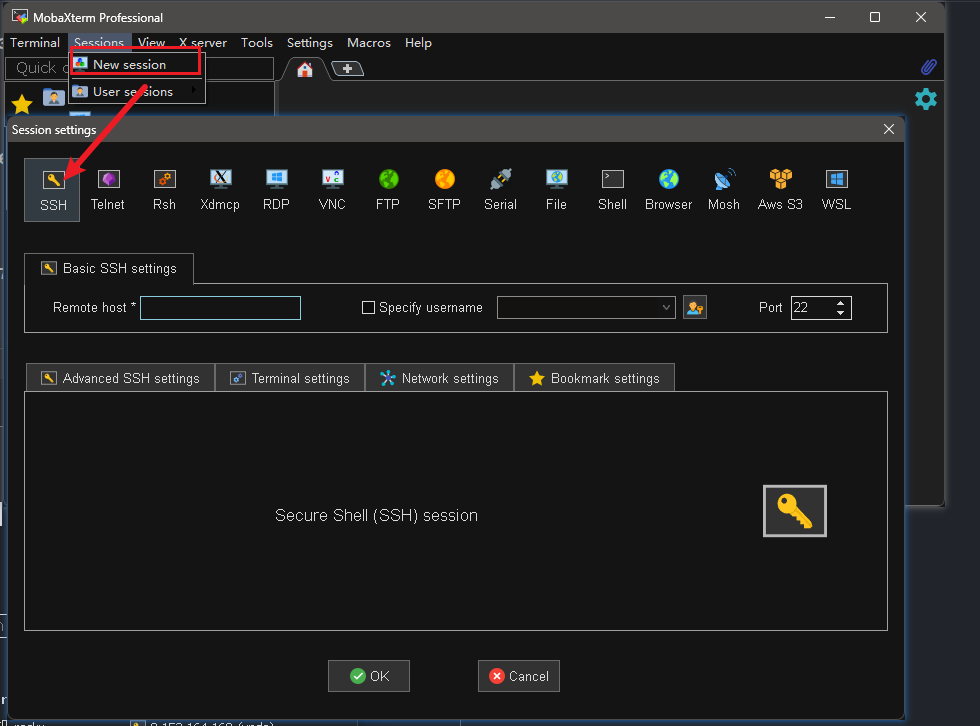 MobaXterm Professional
Terminal Sessions View X server Tools Settings Macros Help
New session
Quick
User sessions
Session settings
SSH Telnet Rsh Xdmcp RDP VNC FTP SFTP Serial File Shell Browser Mosh Aws S3 WSL
Basic SSH settings
Remote host * Specify username Port 22
Advanced SSH settings Terminal settings Network settings Bookmark settings
Secure Shell (SSH) session
OK Cancel